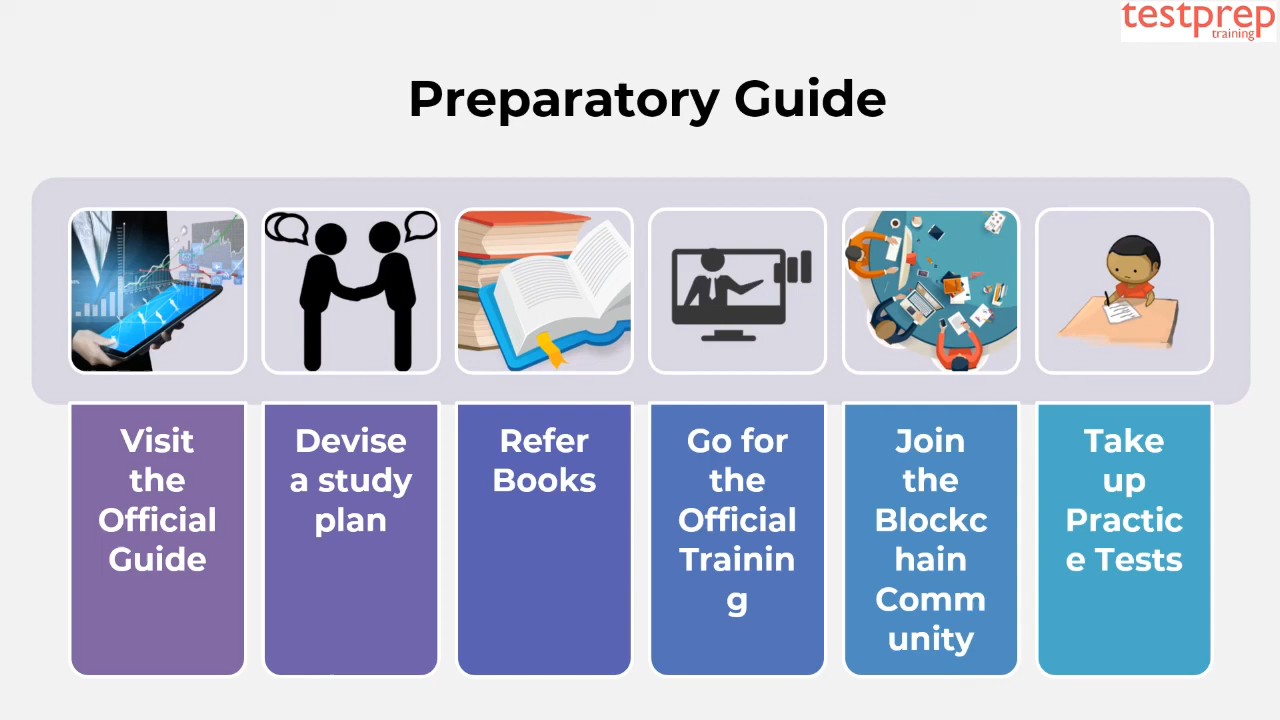 testprep
training
Preparatory Guide
Visit
the
Official
Guide
Devise
a study
plan
Refer
Books
Go for
the
Official
Trainin
g
Join
the
Blockc
hain
Comm
unity
Take
up
Practic
e Tests